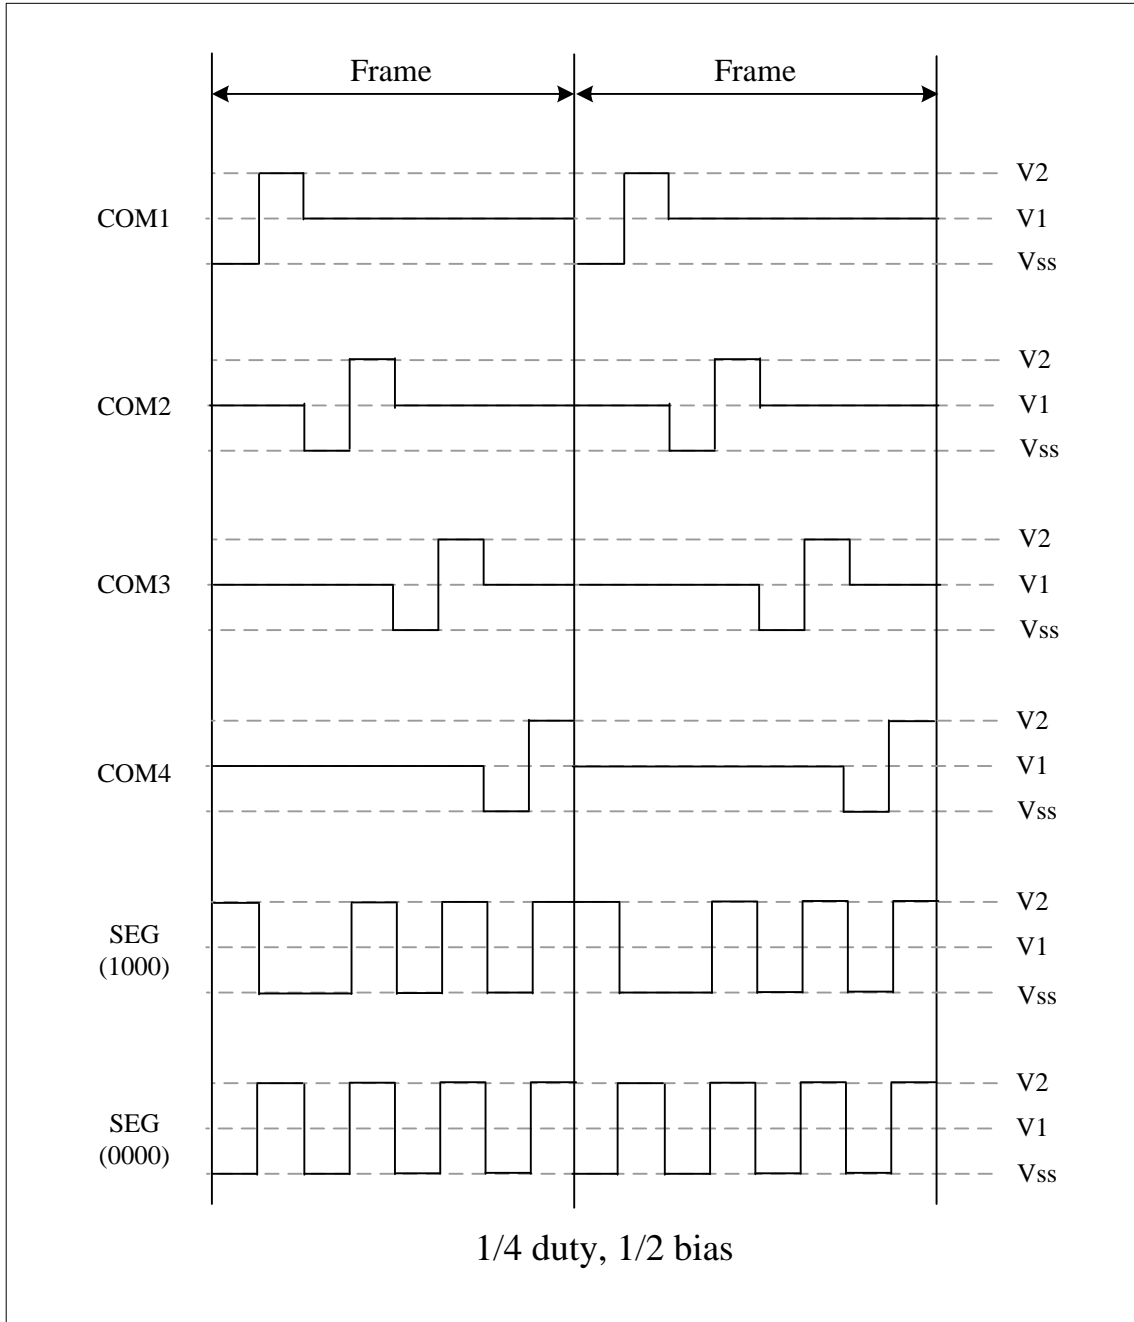 Frame Frame
V2
COM1 V1
Vss
V2
COM2 V1
Vss
V2
COM3 V1
Vss
V2
COM4 V1
Vss
V2
SEG
(1000)
V1
Vss
V2
SEG
(0000)
V1
Vss
1/4 duty, 1/2 bias